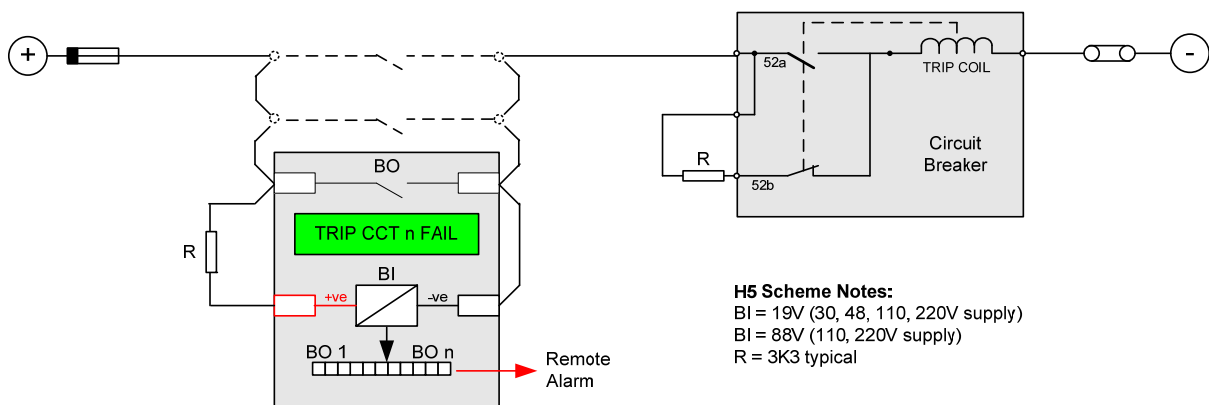 +
-
52a
TRIP COIL
BO
R
52b
Circuit
Breaker
TRIP CCT n FAIL
R
BI
+ve
-ve
H5 Scheme Notes:
BI = 19V (30, 48, 110, 220V supply)
BI = 88V (110, 220V supply)
R = 3K3 typical
BO 1
BO n
Remote
Alarm